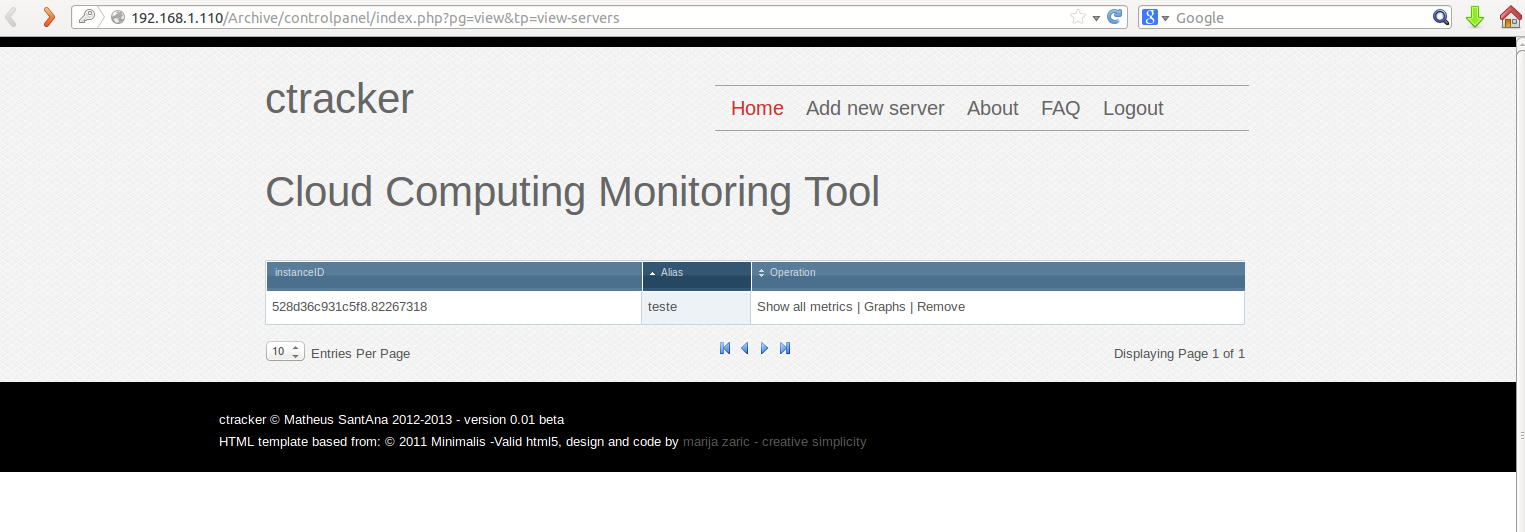 192.168.1.110/Archive/controlpanel/index.php?pg=view&tp=view-servers
Google
ctracker
Home Add new server About FAQ Logout
Cloud Computing Monitoring Tool
instanceID Alias Operation
528d36c931c5f8.82267318 teste Show all metrics | Graphs | Remove
10 Entries Per Page Displaying Page 1 of 1
ctracker © Matheus SantAna 2012-2013 - version 0.01 beta
HTML template based from: © 2011 Minimalis -Valid html5, design and code by marija zaric - creative simplicity